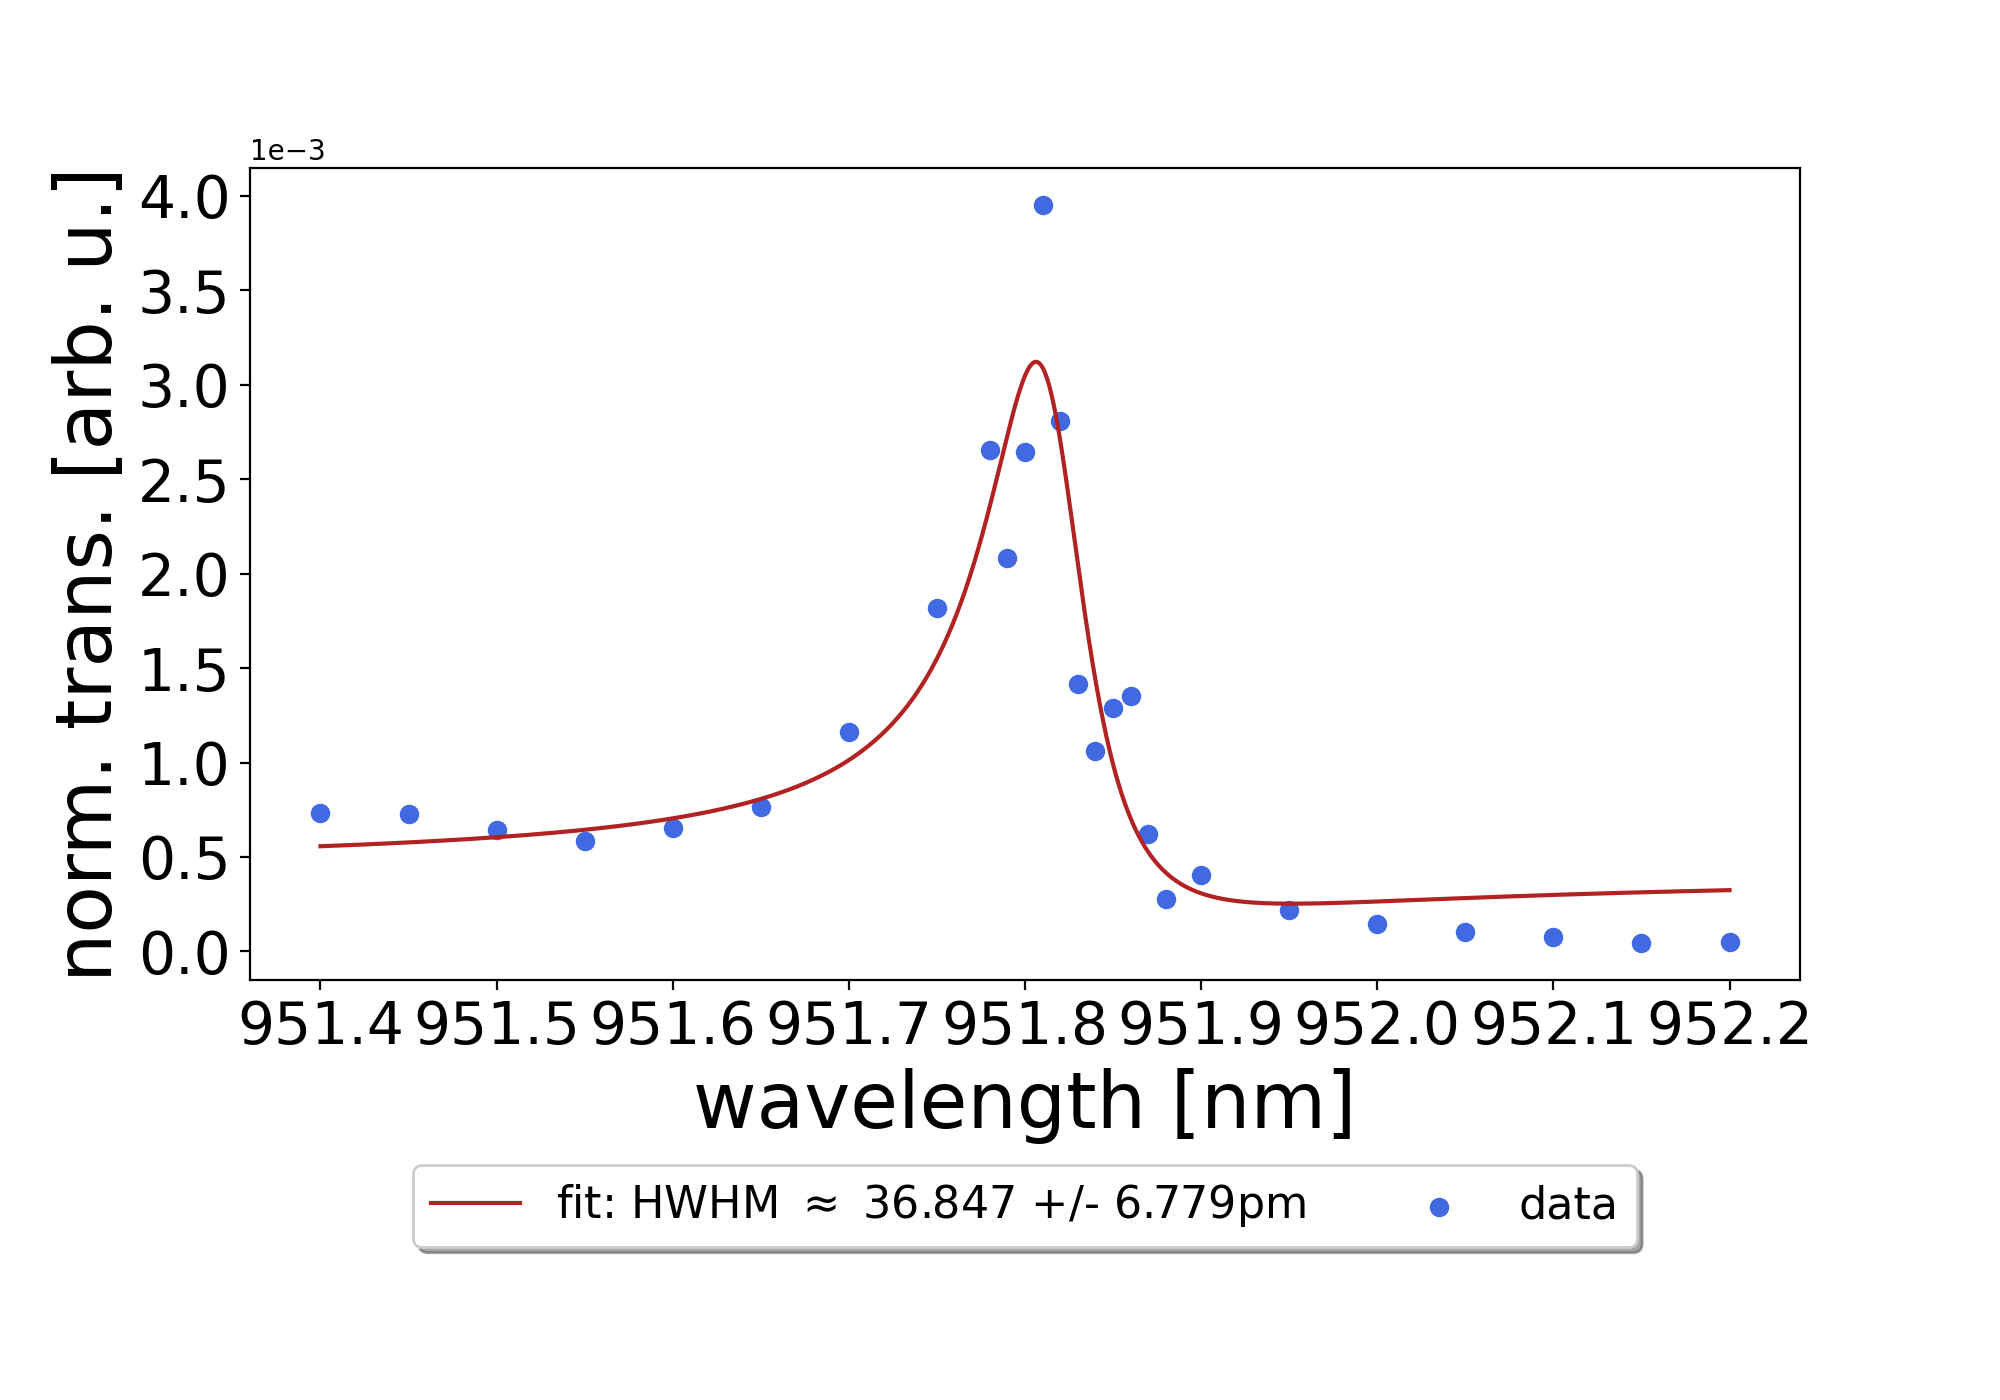 1e−3
norm. trans. [arb. u.]
4.0
3.5
3.0
2.5
2.0
1.5
1.0
0.5
0.0
951.4 951.5 951.6 951.7 951.8 951.9 952.0 952.1 952.2
wavelength [nm]
fit: HWHM ≈ 36.847 +/- 6.779pm data